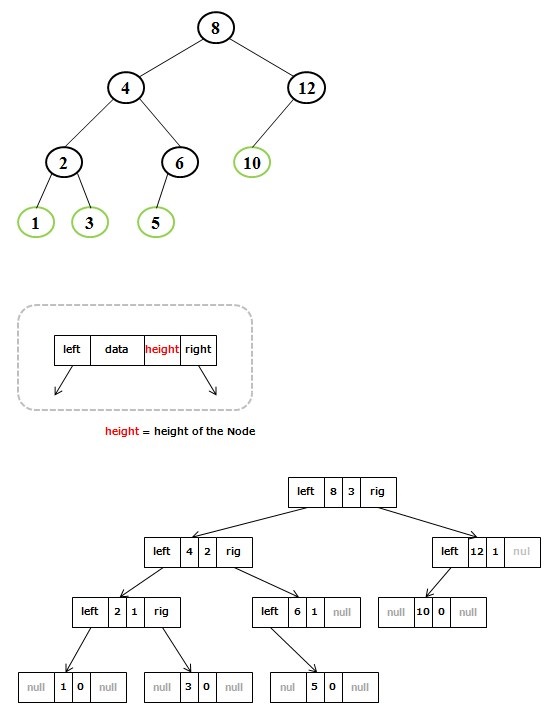 8
4 12
2 6 10
1 3 5
left data height right
height = height of the Node
left 8 3 rig
left 4 2 rig left 12 1 nul
left 2 1 rig left 6 1 null null 10 0 null
null 1 0 null null 3 0 null nul 5 0 null